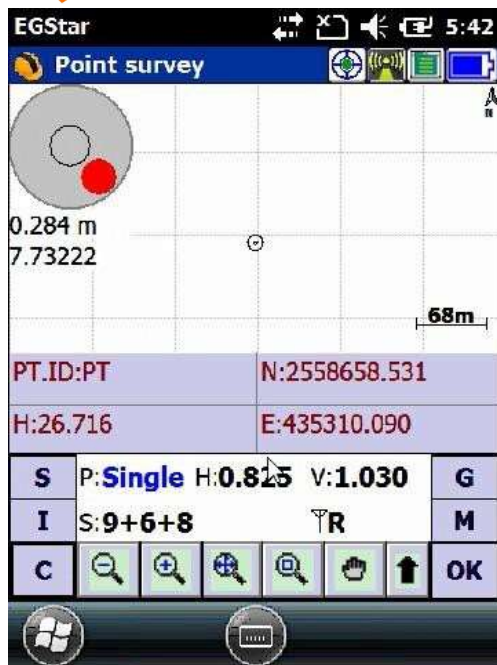 EGStar 5:42
Point survey
N
0.284 m
7.73222
68m
PT.ID:PT N:2558658.531
H:26.716 E:435310.090
S P:Single H:0.825 V:1.030 G
I S:9+6+8 R M
C OK